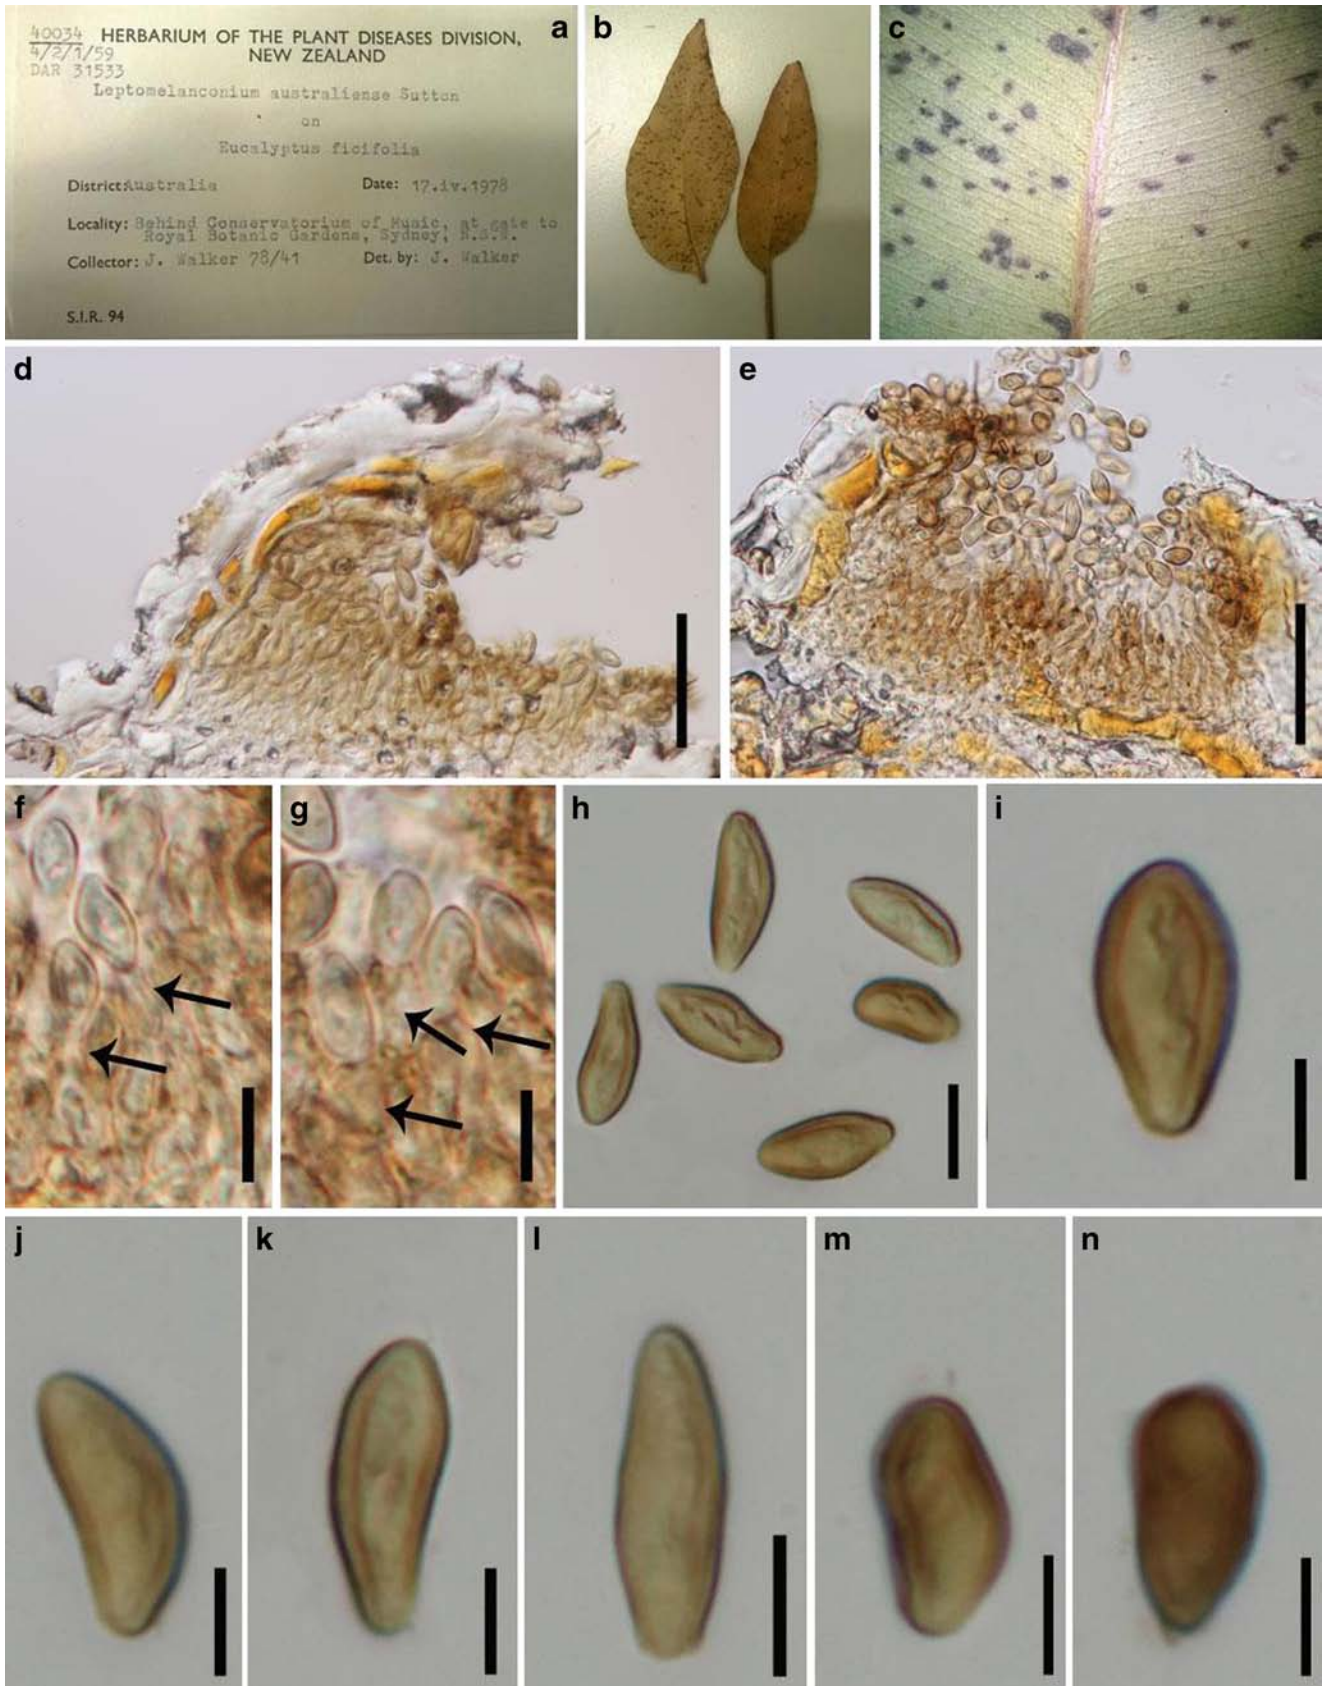 40034
4/2/1/59
DAR 31533
HERBARIUM OF THE PLANT DISEASES DIVISION,
NEW ZEALAND
Leptomelanconium australiense Sutton
on
Eucalyptus ficifolia
District: Australia Date: 17.iv.1978
Locality: Behind Conservatorium of Music, at gate to
Royal Botanic Gardens, Sydney, N.S.W.
Collector: J. Walker 78/41 Det. by: J. Walker
S.I.R. 94
a
b
c
d
e
f
g
h
i
j
k
l
m
n